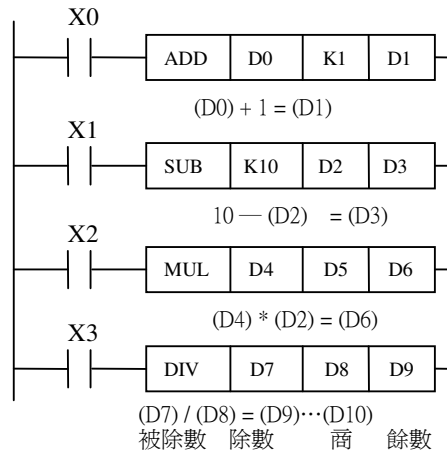 X0
ADD D0 K1 D1
(D0) + 1 = (D1)
X1
SUB K10 D2 D3
10 — (D2) = (D3)
X2
MUL D4 D5 D6
(D4) * (D2) = (D6)
X3
DIV D7 D8 D9
(D7) / (D8) = (D9)⋯(D10)
被除數 除數 商 餘數